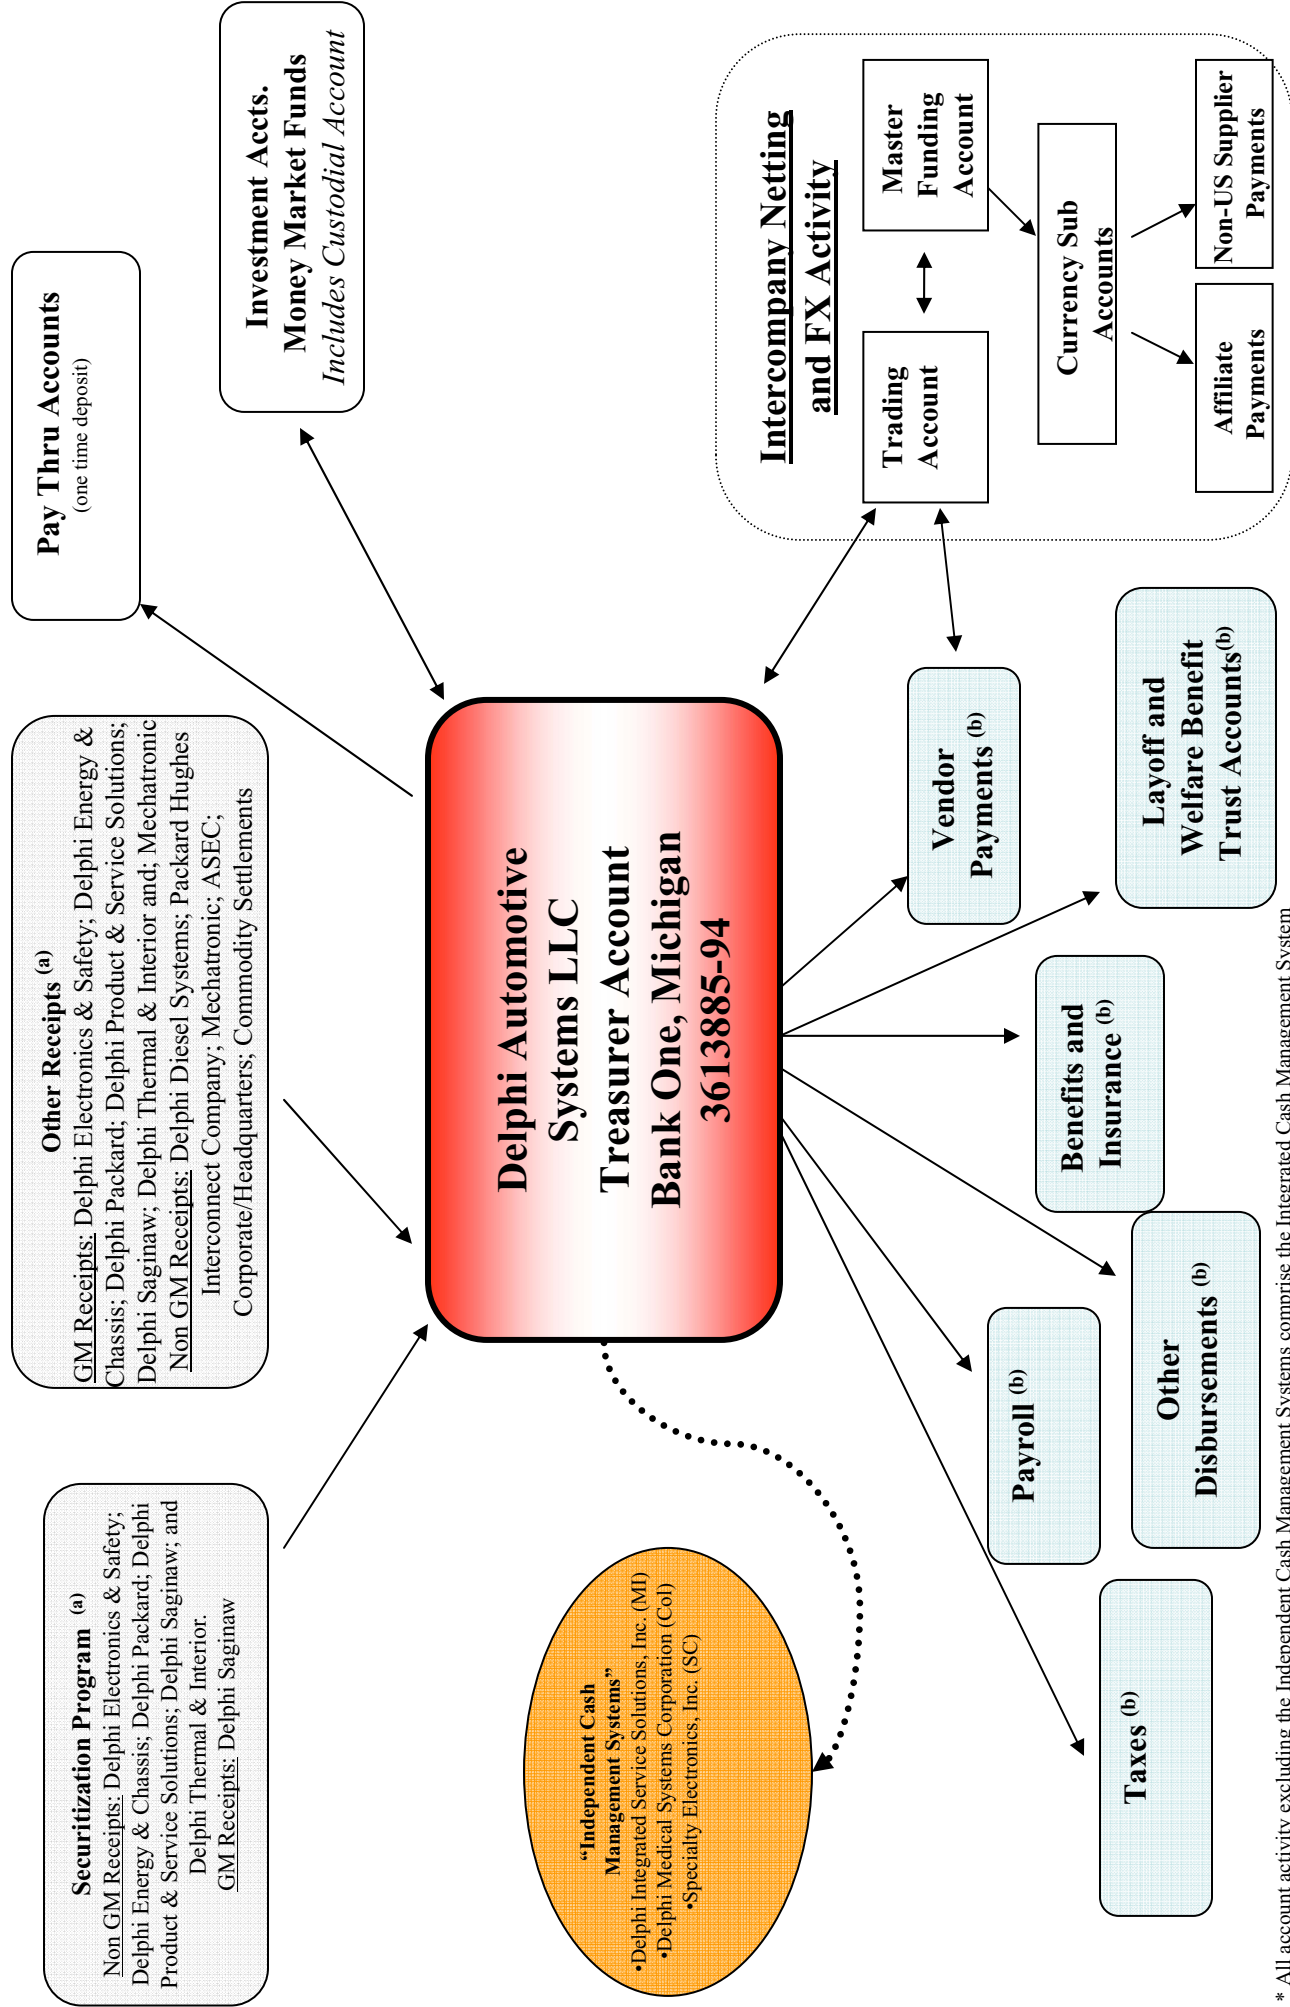 Securitization Program (a)
Non GM Receipts: Delphi Electronics & Safety;
Delphi Energy & Chassis; Delphi Packard; Delphi
Product & Service Solutions; Delphi Saginaw; and
Delphi Thermal & Interior.
GM Receipts: Delphi Saginaw
Other Receipts (a)
GM Receipts: Delphi Electronics & Safety; Delphi Energy &
Chassis; Delphi Packard; Delphi Product & Service Solutions;
Delphi Saginaw; Delphi Thermal & Interior and; Mechatronic
Non GM Receipts: Delphi Diesel Systems; Packard Hughes
Interconnect Company; Mechatronic; ASEC;
Corporate/Headquarters; Commodity Settlements
Pay Thru Accounts
(one time deposit)
Investment Accts.
Money Market Funds
Includes Custodial Account
“Independent Cash
Management Systems”
•Delphi Integrated Service Solutions, Inc. (MI)
•Delphi Medical Systems Corporation (Col)
•Specialty Electronics, Inc. (SC)
Delphi Automotive
Systems LLC
Treasurer Account
Bank One, Michigan
3613885-94
Intercompany Netting
and FX Activity
Trading
Account
Master
Funding
Account
Currency Sub
Accounts
Affiliate
Payments
Non-US Supplier
Payments
Taxes (b)
Payroll (b)
Other
Disbursements (b)
Benefits and
Insurance (b)
Vendor
Payments (b)
Layoff and
Welfare Benefit
Trust Accounts(b)
* All account activity excluding the Independent Cash Management Systems comprise the Integrated Cash Management System